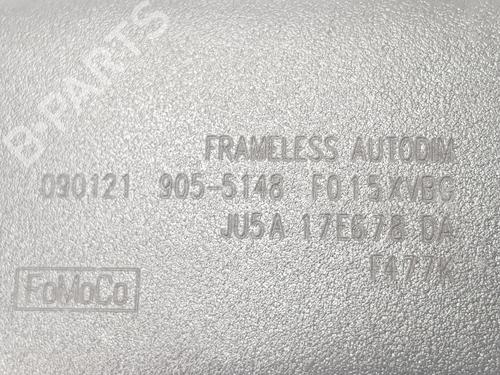 B-PARTS
FRAMELESS AUTODIM
090121 905-5148 F015XVBG
JU5A 17E678 DA
F477K
FoMoCo